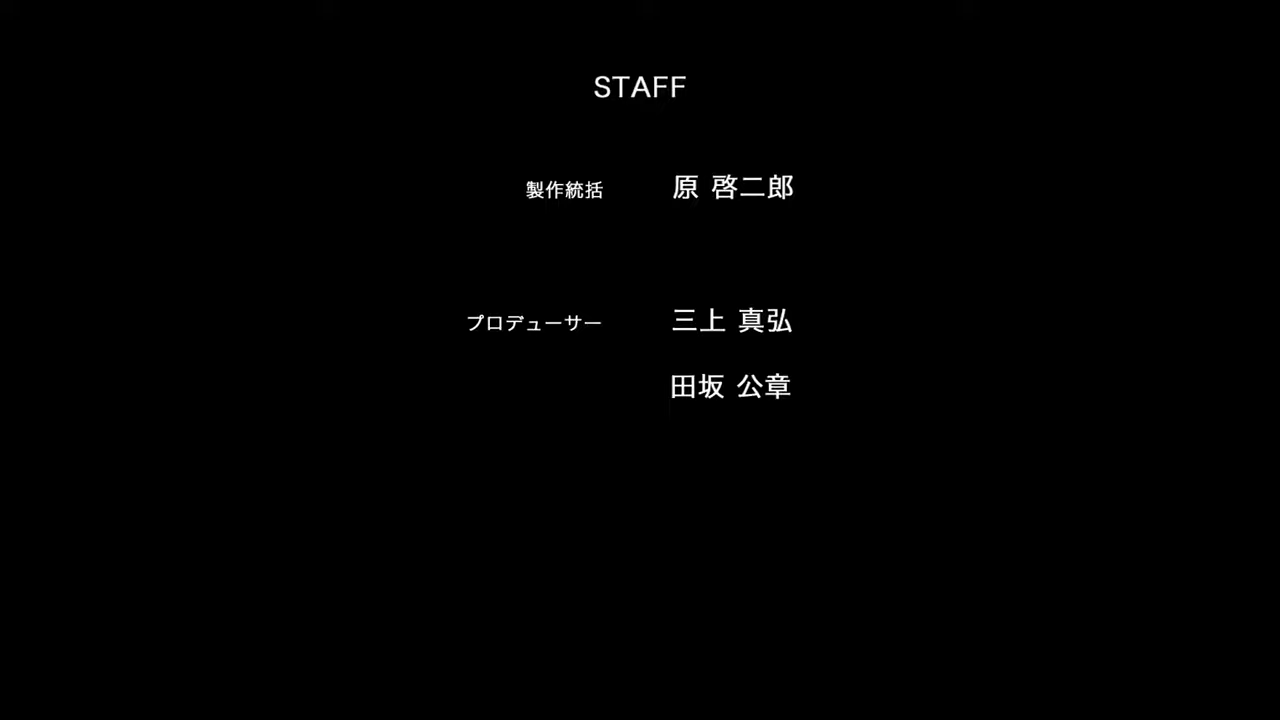 STAFF
製作統括 原 啓二郎
プロデューサー 三上 真弘
田坂 公章